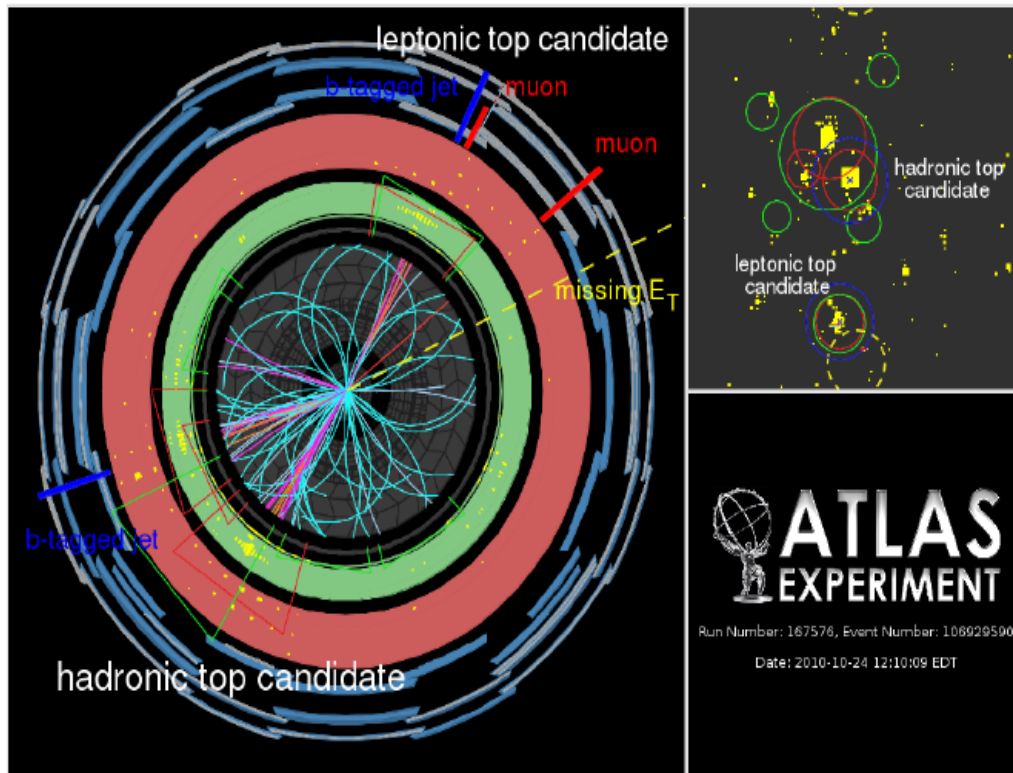 leptonic top candidate
b-tagged jet
muon
muon
missing E_T
b-tagged jet
hadronic top candidate
hadronic top
candidate
leptonic top
candidate
ATLAS
EXPERIMENT
Run Number: 167576, Event Number: 106929590
Date: 2010-10-24 12:10:09 EDT